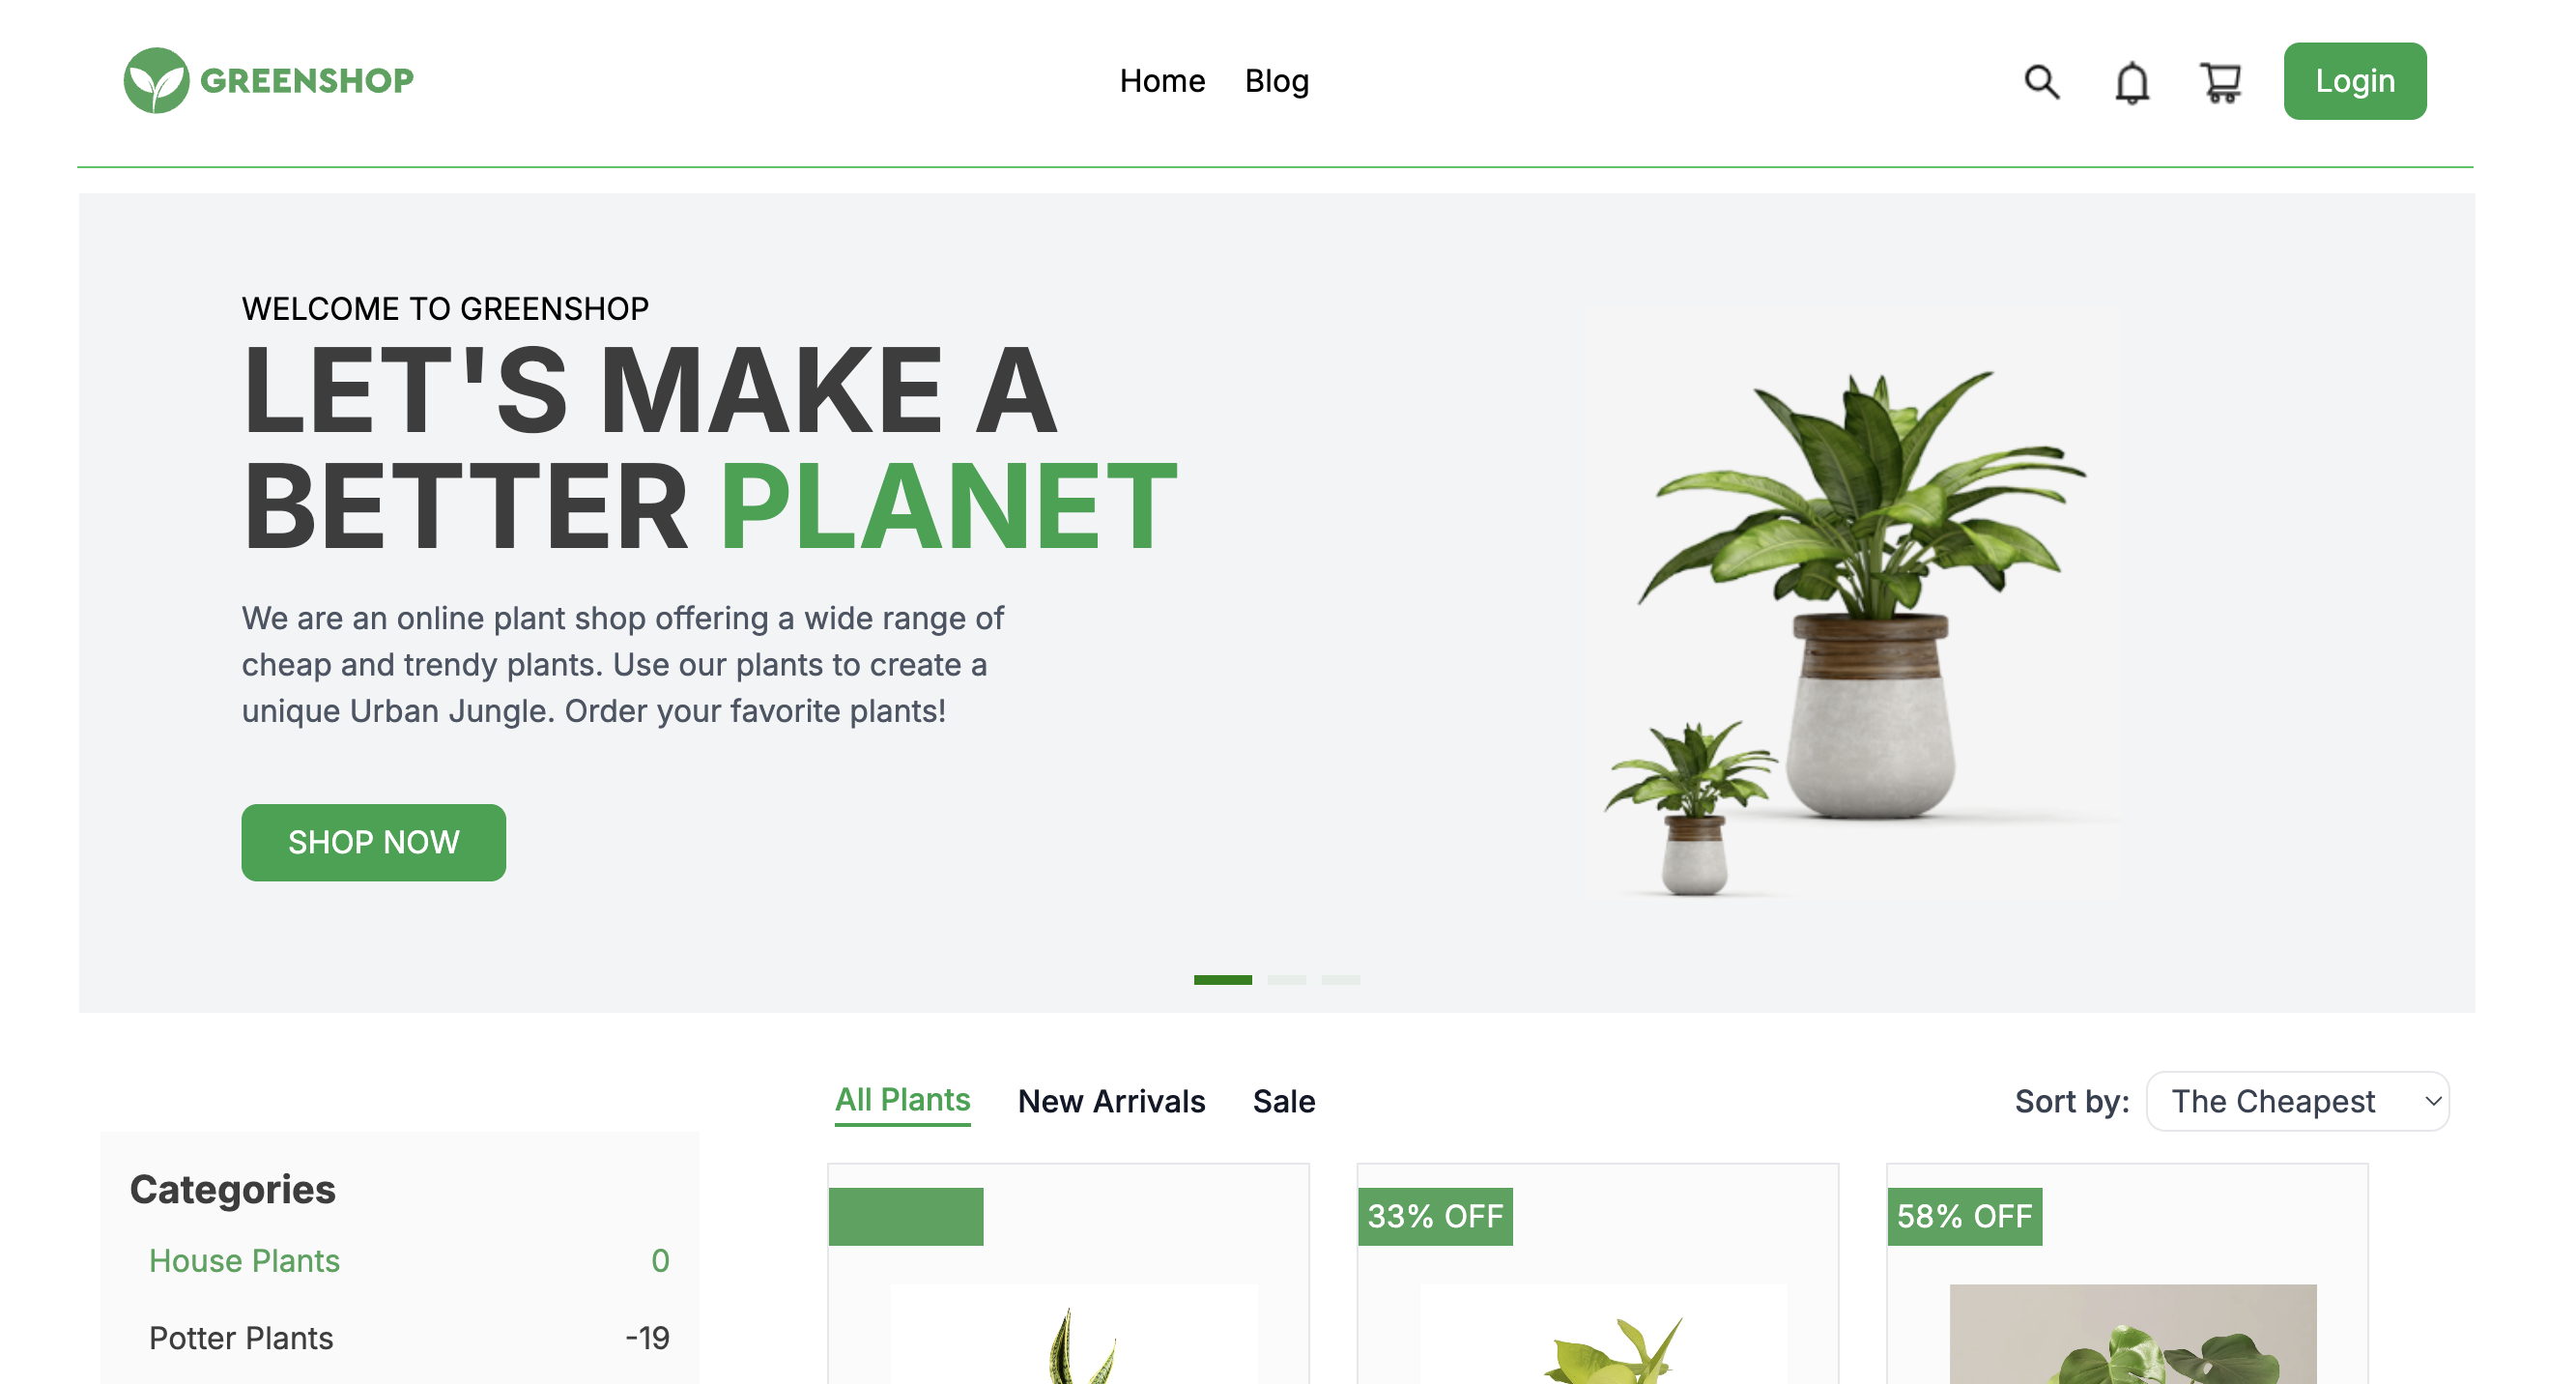 GREENSHOP
Home
Blog
Login
WELCOME TO GREENSHOP
LET'S MAKE A
BETTER PLANET
We are an online plant shop offering a wide range of
cheap and trendy plants. Use our plants to create a
unique Urban Jungle. Order your favorite plants!
SHOP NOW
All Plants
New Arrivals
Sale
Sort by:
The Cheapest
Categories
House Plants 0
Potter Plants -19
33% OFF
58% OFF